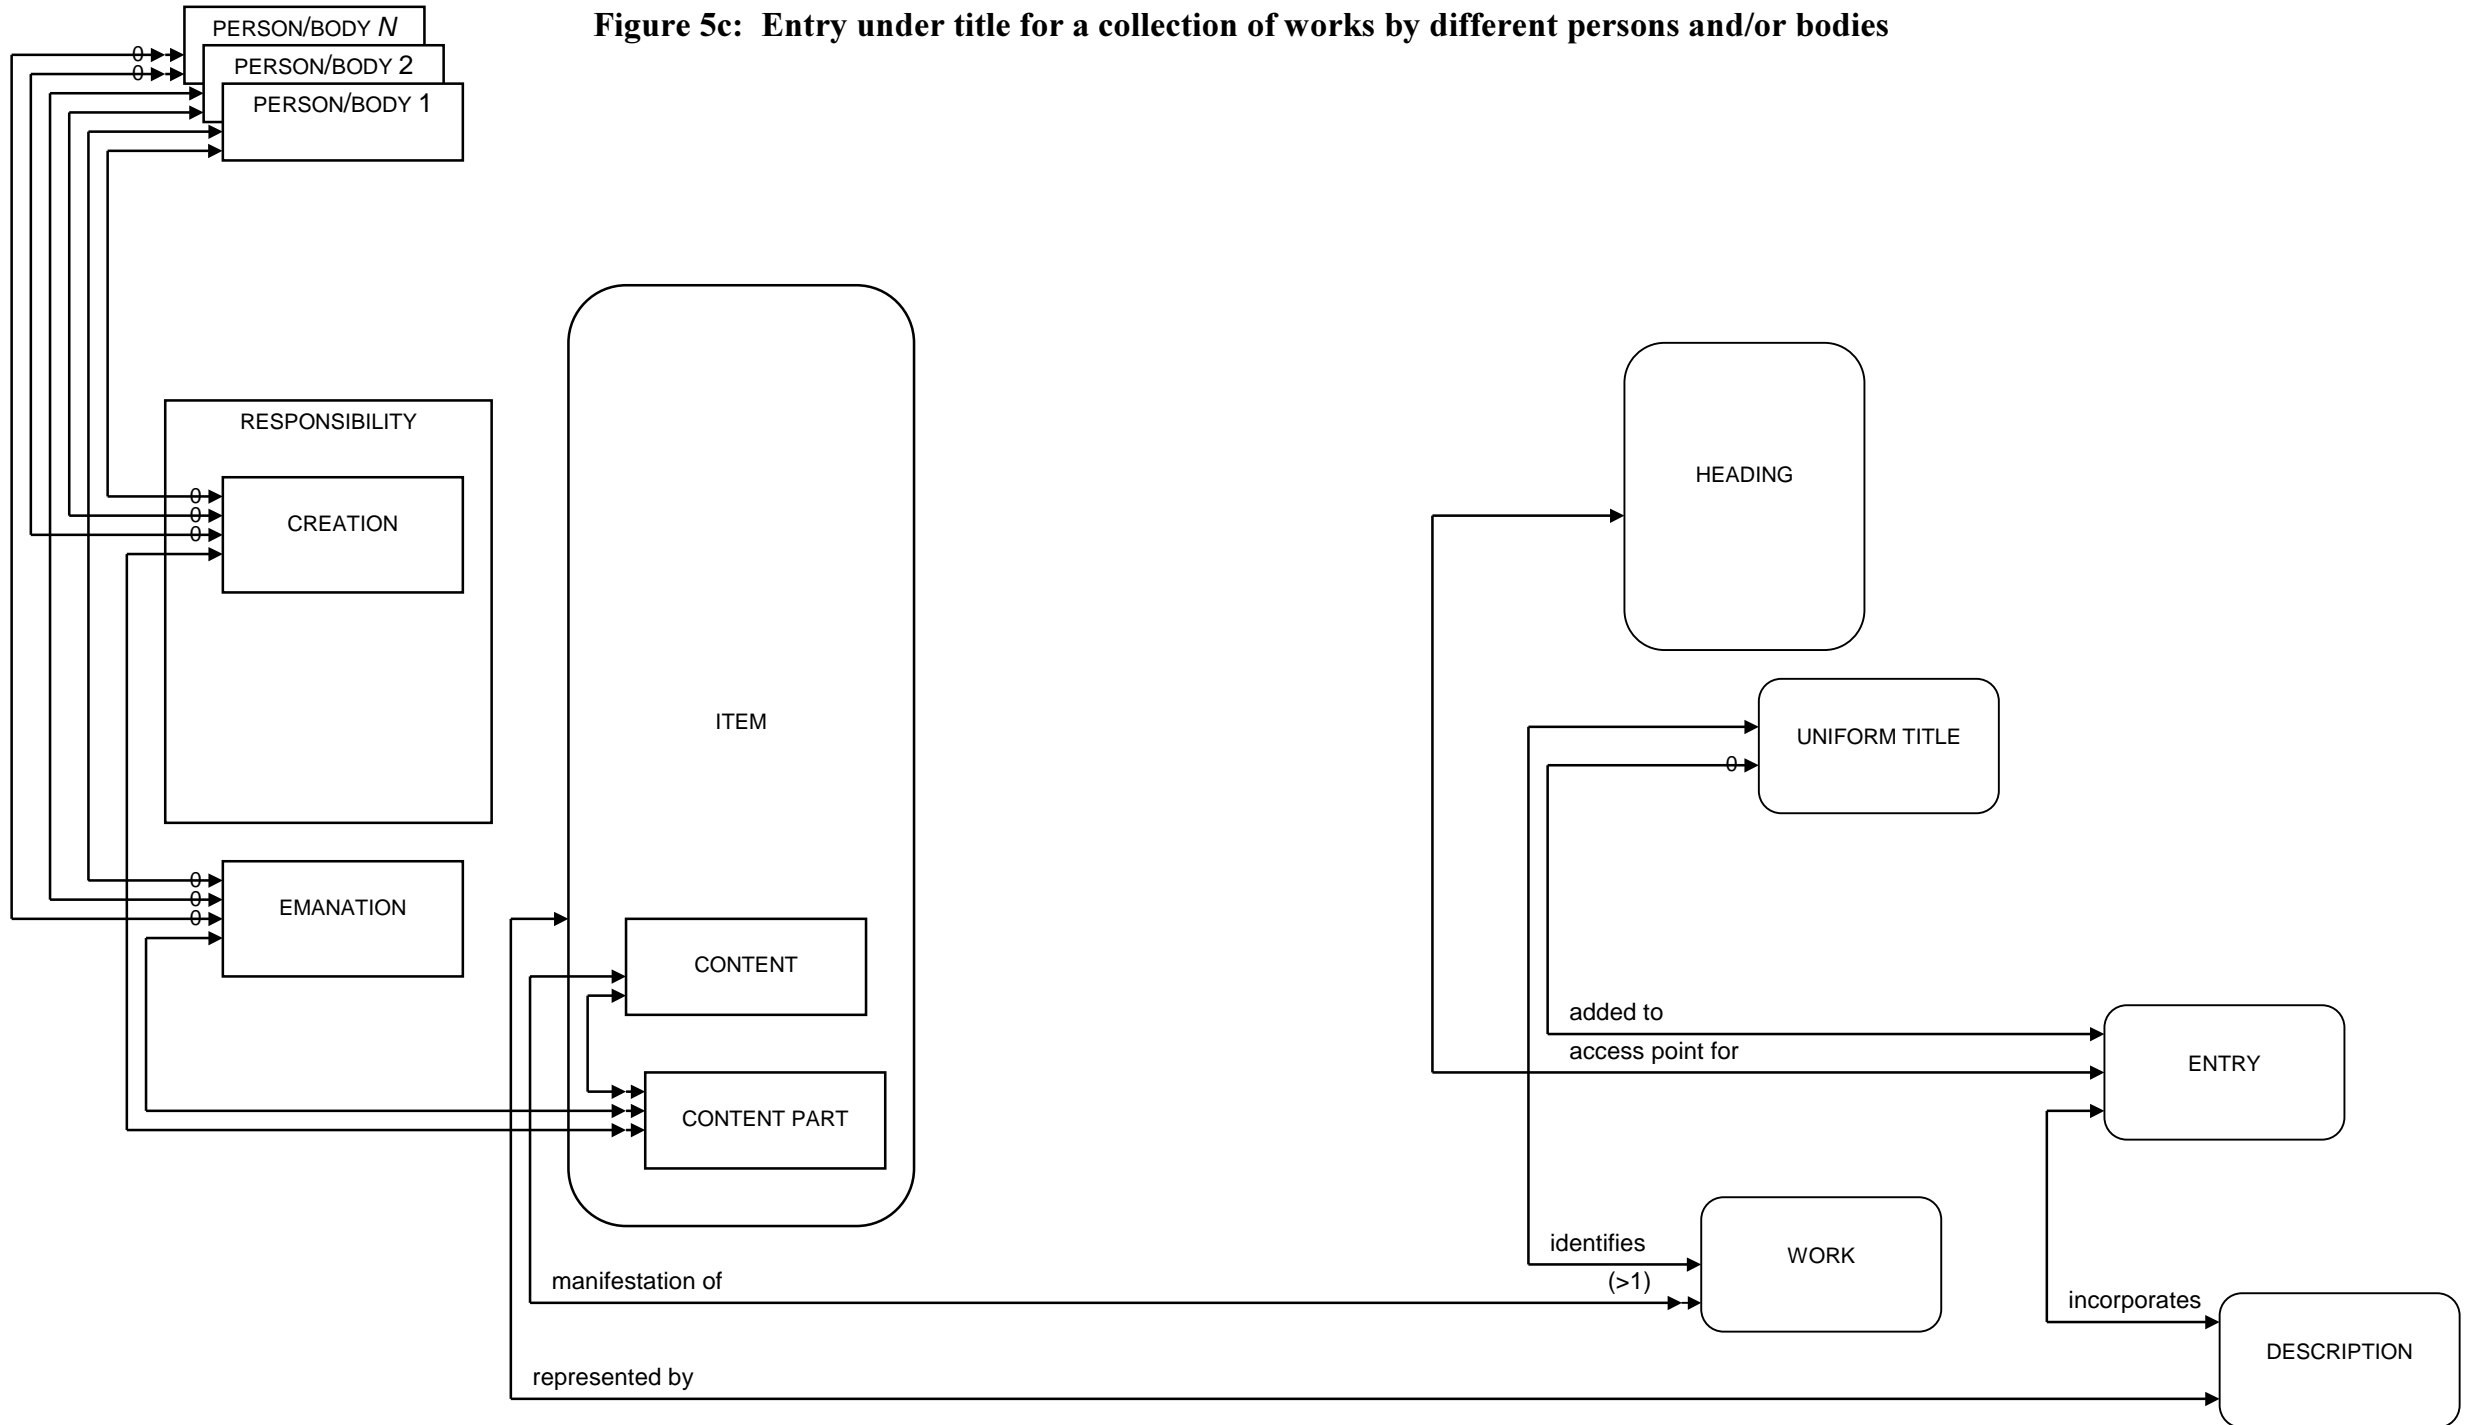 Figure 5c: Entry under title for a collection of works by different persons and/or bodies
PERSON/BODY N
0
0
PERSON/BODY 2
PERSON/BODY 1
RESPONSIBILITY
0
0
0
CREATION
HEADING
ITEM
UNIFORM TITLE
0
0
0
0
EMANATION
CONTENT
added to
access point for
ENTRY
CONTENT PART
identifies
WORK
manifestation of
(>1)
incorporates
DESCRIPTION
represented by